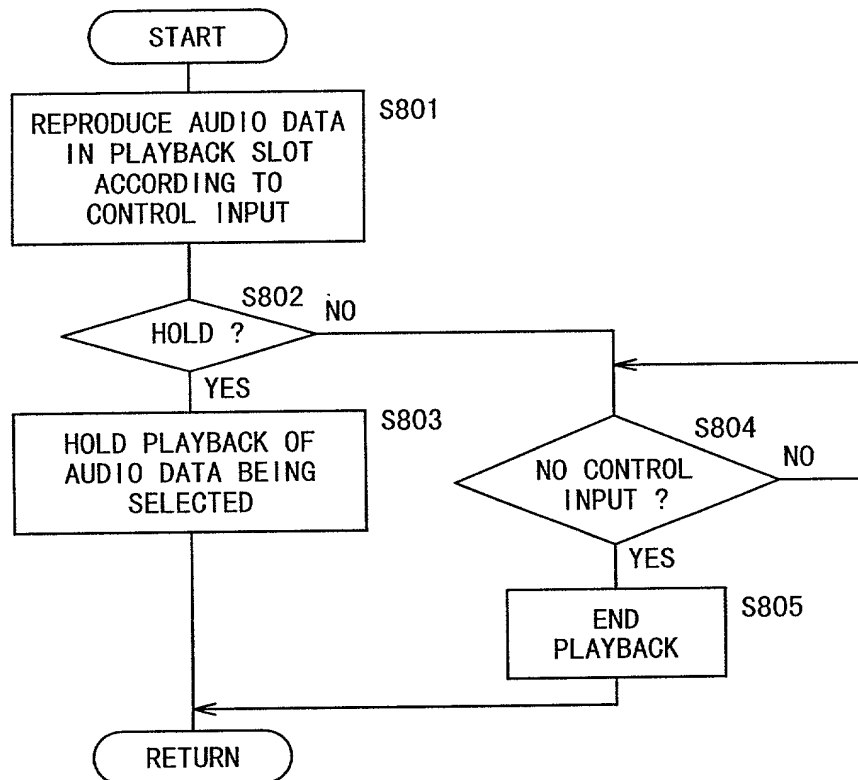 START
S801
REPRODUCE AUDIO DATA
IN PLAYBACK SLOT
ACCORDING TO
CONTROL INPUT
S802
NO
HOLD ?
YES
S803
HOLD PLAYBACK OF
AUDIO DATA BEING
SELECTED
S804
NO
NO CONTROL
INPUT ?
YES
S805
END
PLAYBACK
RETURN